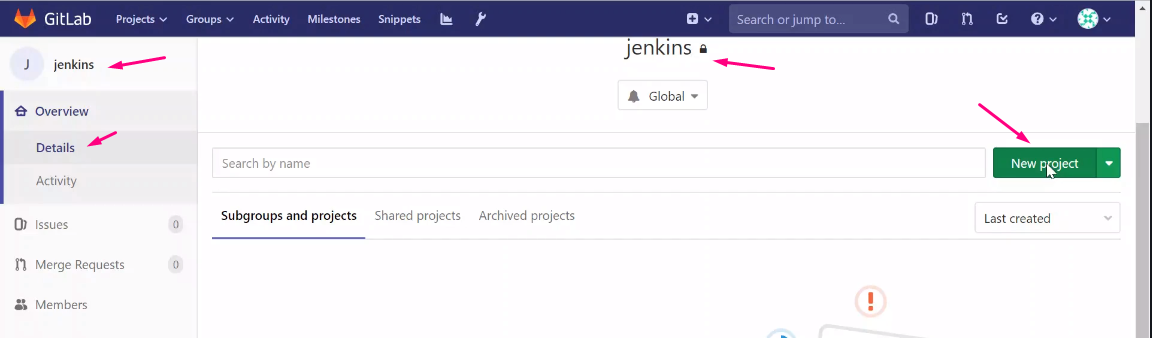 GitLab Projects Groups Activity Milestones Snippets Search or jump to...
J jenkins
Overview
Details
Activity
Issues 0
Merge Requests 0
Members
jenkins
Global
Search by name New project
Subgroups and projects Shared projects Archived projects Last created